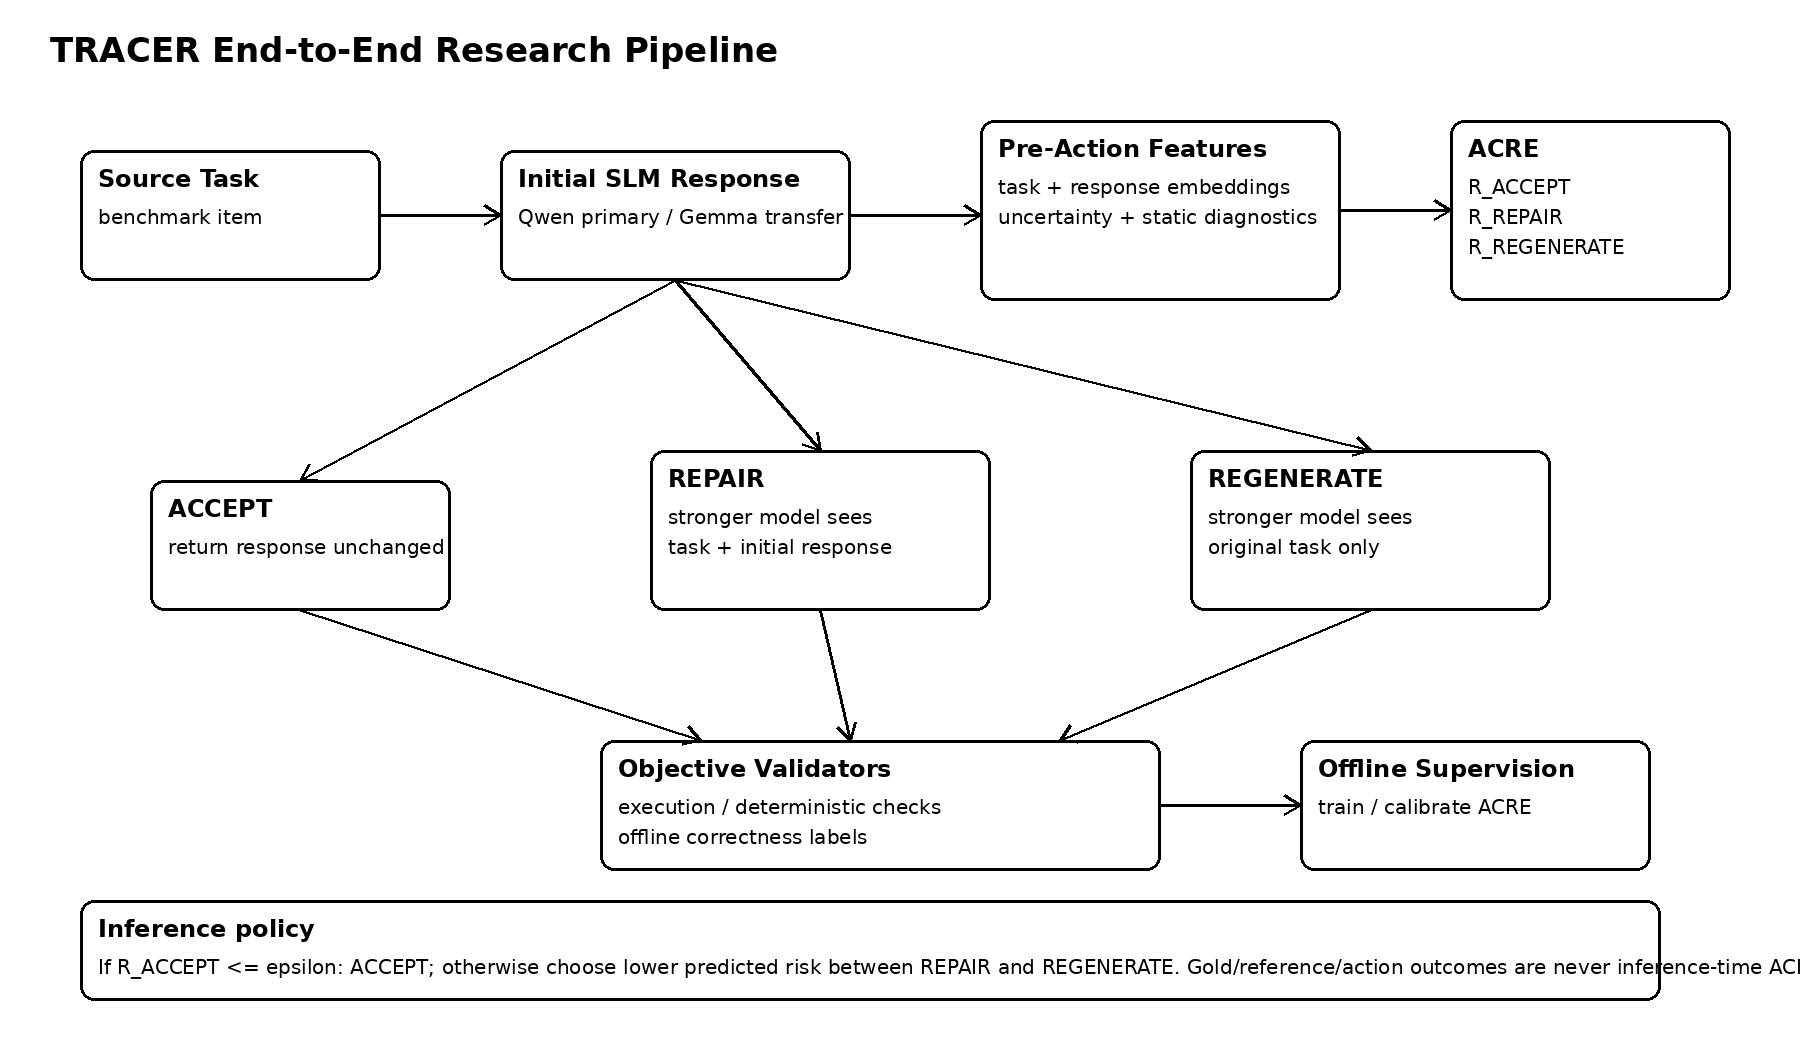 TRACER End-to-End Research Pipeline
Source Task
benchmark item
Initial SLM Response
Qwen primary / Gemma transfer
Pre-Action Features
task + response embeddings
uncertainty + static diagnostics
ACRE
R_ACCEPT
R_REPAIR
R_REGENERATE
ACCEPT
return response unchanged
REPAIR
stronger model sees
task + initial response
REGENERATE
stronger model sees
original task only
Objective Validators
execution / deterministic checks
offline correctness labels
Offline Supervision
train / calibrate ACRE
Inference policy
If R_ACCEPT <= epsilon: ACCEPT; otherwise choose lower predicted risk between REPAIR and REGENERATE. Gold/reference/action outcomes are never inference-time